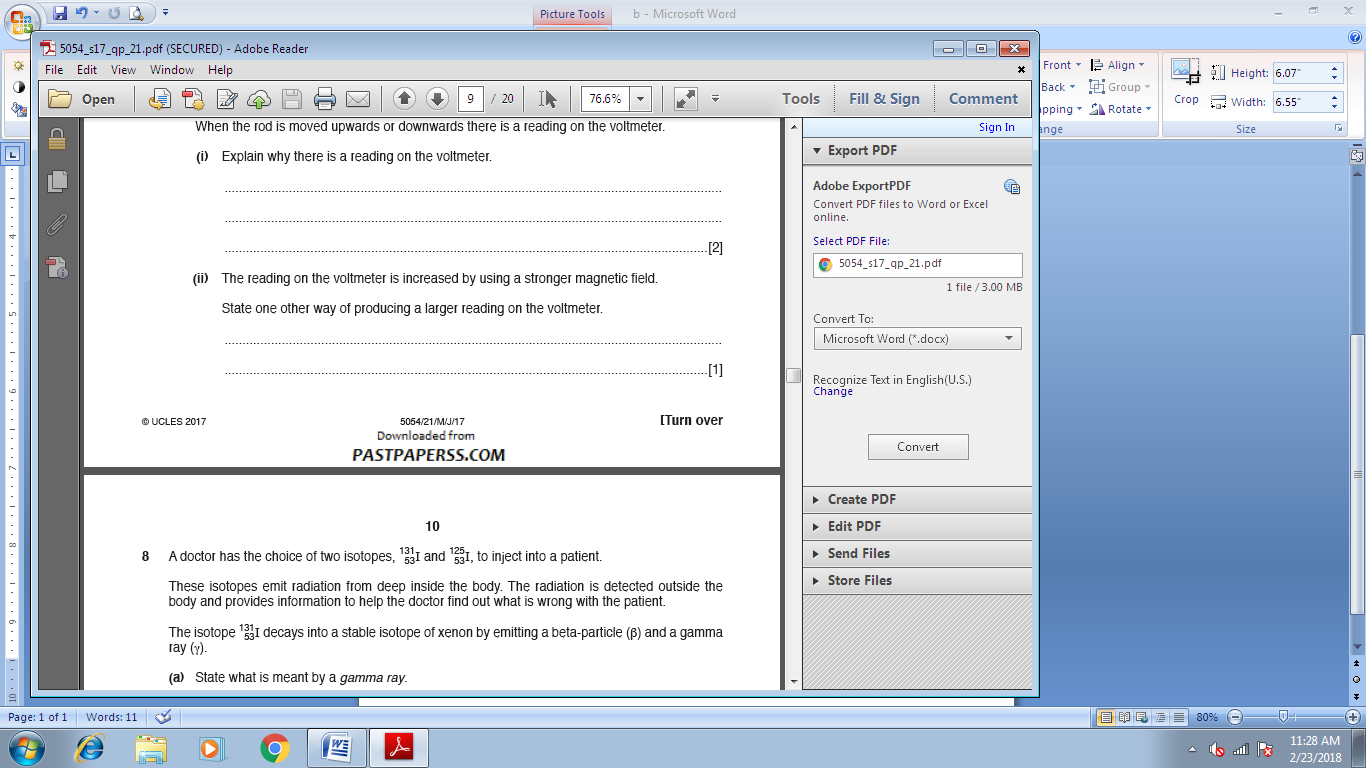 Picture Tools
b - Microsoft Word
5054_s17_qp_21.pdf (SECURED) - Adobe Reader
File Edit View Window Help
Open 9 / 20 76.6% Tools Fill & Sign Comment
Front Align Height: 6.07"
Back Group Crop Width: 6.55"
apping Rotate
ange Size
Sign In
When the rod is moved upwards or downwards there is a reading on the voltmeter.
(i) Explain why there is a reading on the voltmeter.
[2]
(ii) The reading on the voltmeter is increased by using a stronger magnetic field.
State one other way of producing a larger reading on the voltmeter.
[1]
© UCLES 2017 5054/21/M/J/17 [Turn over
Downloaded from
PASTPAPERSS.COM
10
8 A doctor has the choice of two isotopes, ¹³¹₅₃I and ¹²⁵₅₃I, to inject into a patient.
These isotopes emit radiation from deep inside the body. The radiation is detected outside the
body and provides information to help the doctor find out what is wrong with the patient.
The isotope ¹³¹₅₃I decays into a stable isotope of xenon by emitting a beta-particle (β) and a gamma
ray (γ).
(a) State what is meant by a gamma ray.
Export PDF
Adobe ExportPDF
Convert PDF files to Word or Excel
online.
Select PDF File:
5054_s17_qp_21.pdf
1 file / 3.00 MB
Convert To:
Microsoft Word (*.docx)
Recognize Text in English(U.S.)
Change
Convert
Create PDF
Edit PDF
Send Files
Store Files
Page: 1 of 1 Words: 11 80%
11:28 AM
2/23/2018